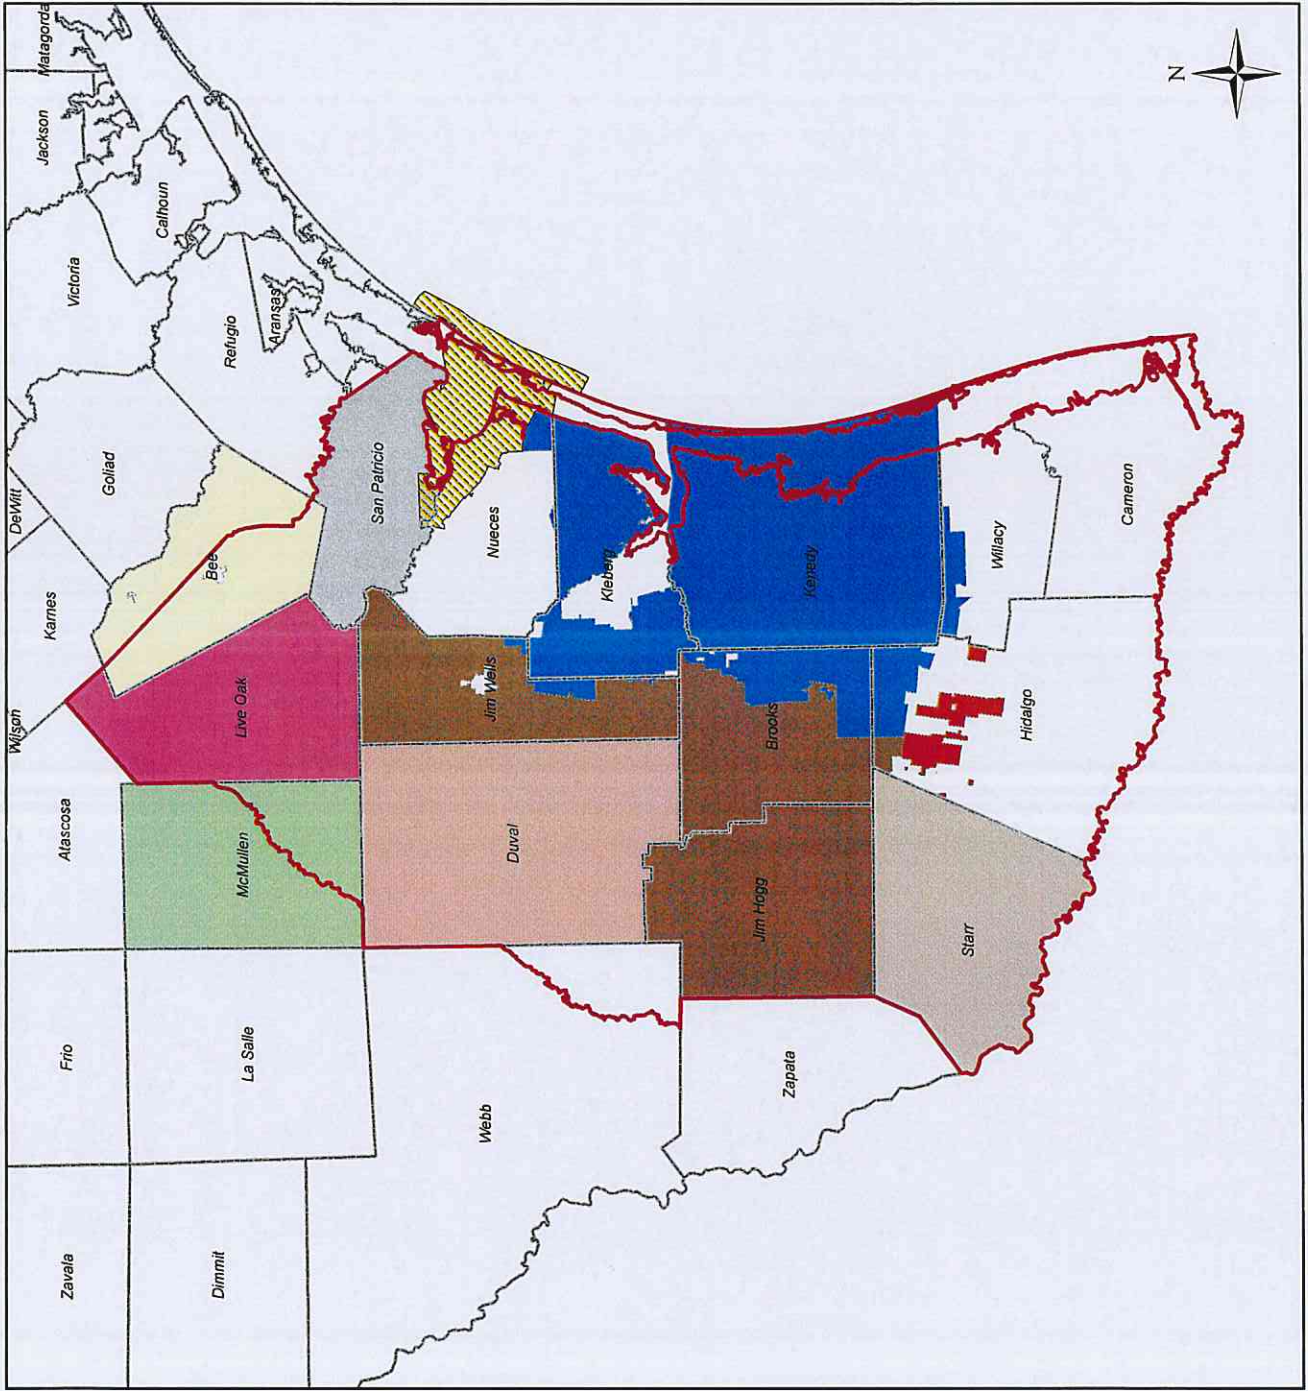 Matagorda
Jackson
Victoria
Calhoun
Refugio
Aransas
DeWitt
Goliad
Karnes
Bee
San Patricio
Wilson
Live Oak
Nueces
Kleberg
Kenedy
Willacy
Cameron
Atascosa
McMullen
Jim Wells
Duval
Brooks
Jim Hogg
Hidalgo
Starr
Frio
La Salle
Webb
Zapata
Zavala
Dimmit
N